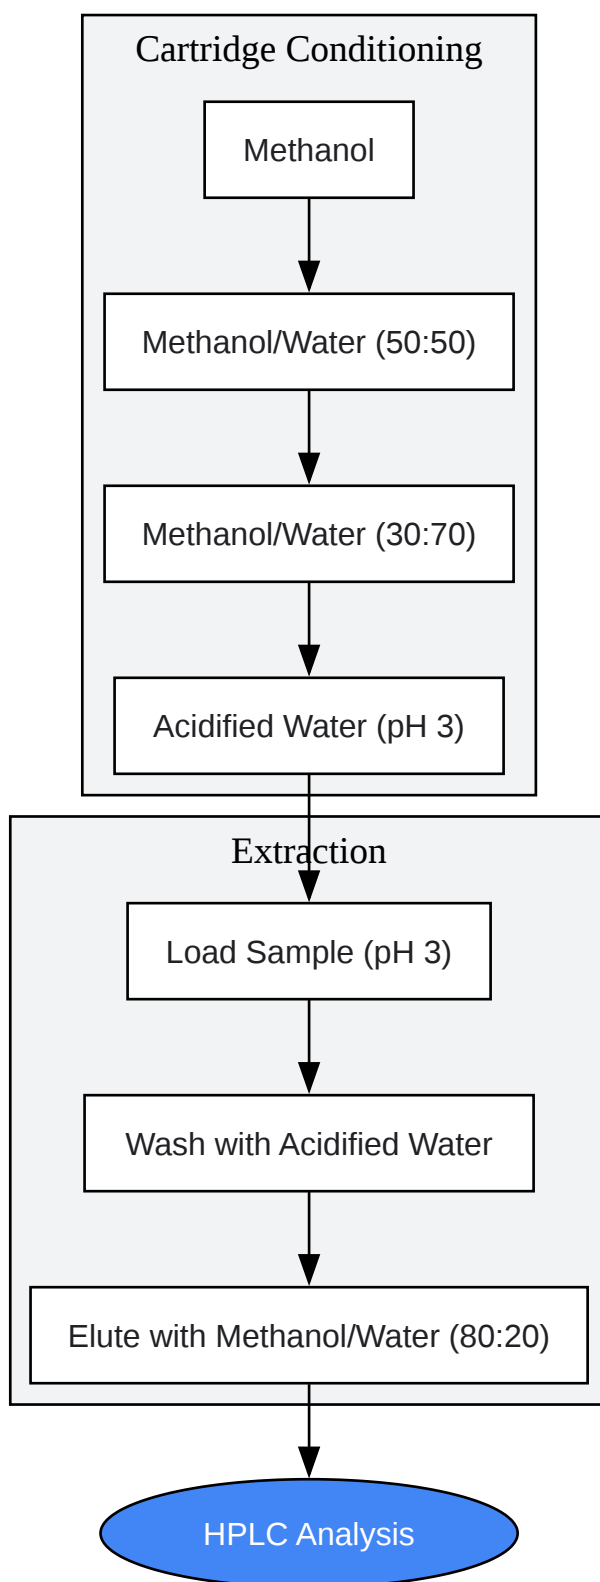 Cartridge Conditioning
Methanol
Methanol/Water (50:50)
Methanol/Water (30:70)
Acidified Water (pH 3)
Extraction
Load Sample (pH 3)
Wash with Acidified Water
Elute with Methanol/Water (80:20)
HPLC Analysis